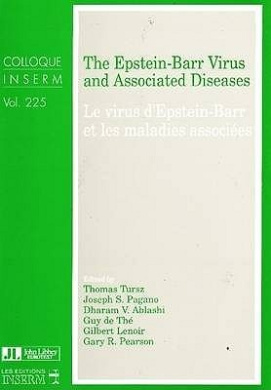 COLLOQUE
INSERM
Vol. 225
The Epstein-Barr Virus
and Associated Diseases
Le virus d'Epstein-Barr
et les maladies associées
Edited by
Thomas Tursz
Joseph S. Pagano
Dharam V. Ablashi
Guy de Thé
Gilbert Lenoir
Gary R. Pearson
JL John Libbey
EUROTEXT
LES EDITIONS
INSERM